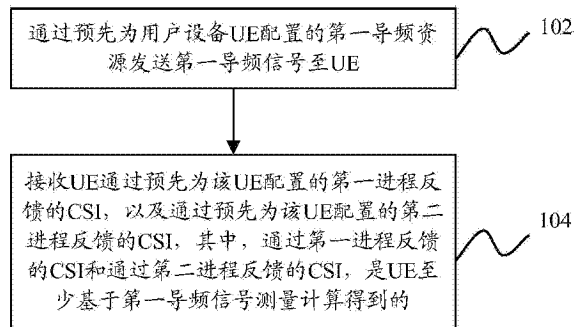 通过预先为用户设备UE配置的第一导频资
源发送第一导频信号至UE
102
接收UE通过预先为该UE配置的第一进程反
馈的CSI，以及通过预先为该UE配置的第二
进程反馈的CSI，其中，通过第一进程反馈
的CSI和通过第二进程反馈的CSI，是UE至
少基于第一导频信号测量计算得到的
104